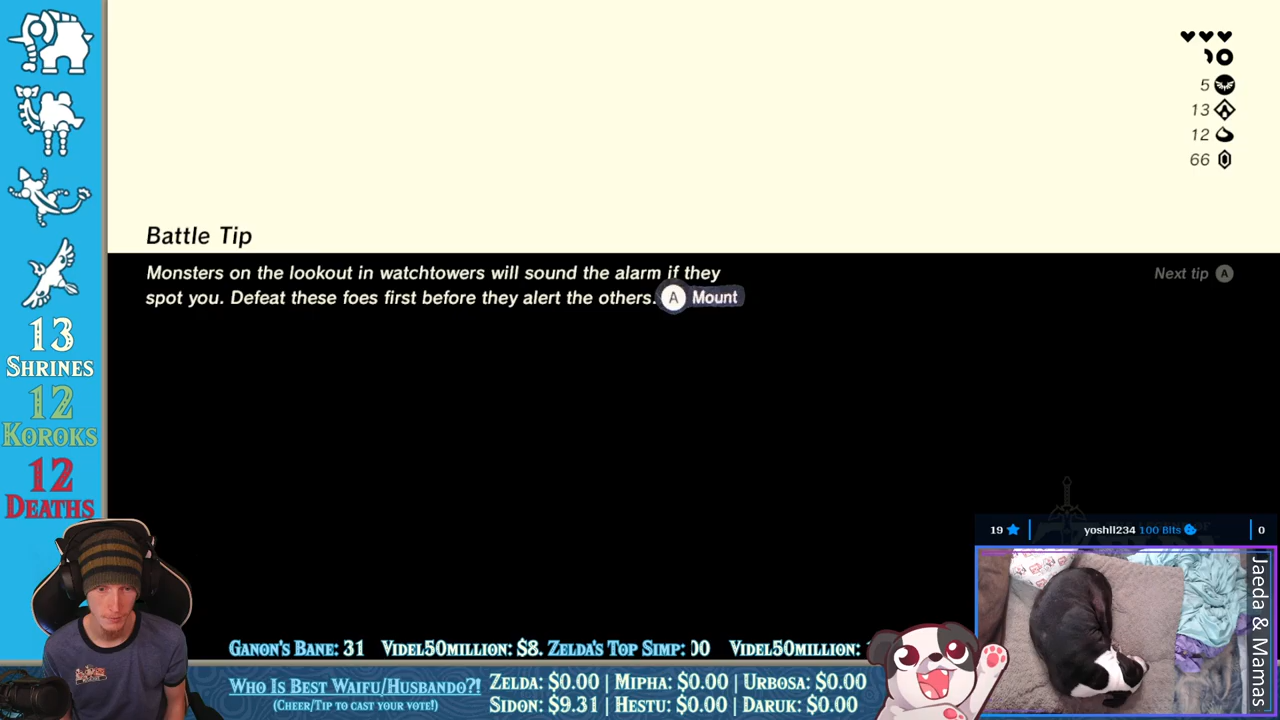 5
13
12
66
Battle Tip
Monsters on the lookout in watchtowers will sound the alarm if they
spot you. Defeat these foes first before they alert the others.
A Mount
Next tip A
13
SHRINES
12
KOROKS
12
DEATHS
19
yoshll234 100 Bits
0
Jaeda & Mamas
GANON'S BANE: 31 VIDEL50MILLION: $8. ZELDA'S TOP SIMP: 00 VIDEL50MILLION:
WHO IS BEST WAIFU/HUSBANDO?!
(CHEER/TIP TO CAST YOUR VOTE!)
ZELDA: $0.00 | MIPHA: $0.00 | URBOSA: $0.00
SIDON: $9.31 | HESTU: $0.00 | DARUK: $0.00